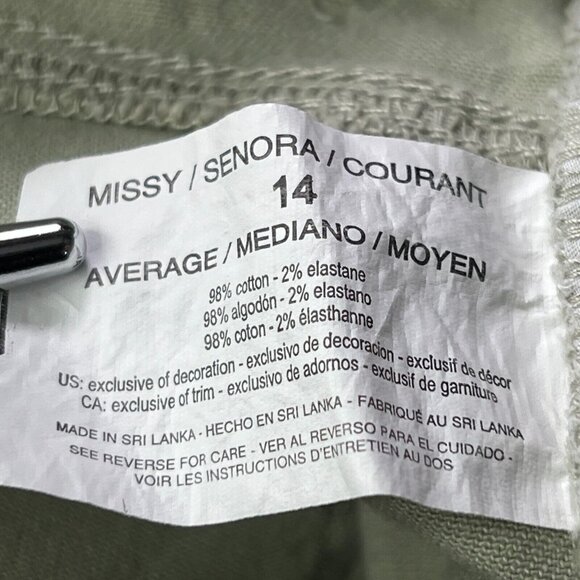 MISSY / SENORA / COURANT
14
AVERAGE / MEDIANO / MOYEN
98% cotton - 2% elastane
98% algodón - 2% elastano
98% coton - 2% élasthanne
US: exclusive of decoration - exclusivo de decoracion - exclusif de décor
CA: exclusive of trim - exclusivo de adornos - exclusif de garniture
MADE IN SRI LANKA - HECHO EN SRI LANKA - FABRIQUÉ AU SRI LANKA
SEE REVERSE FOR CARE - VER AL REVERSO PARA EL CUIDADO -
VOIR LES INSTRUCTIONS D'ENTRETIEN AU DOS